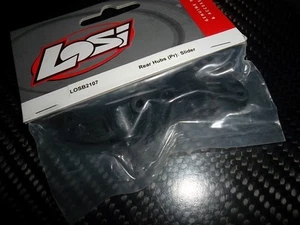 LOSI
LOSB2107
Rear Hubs (Pr): Slider